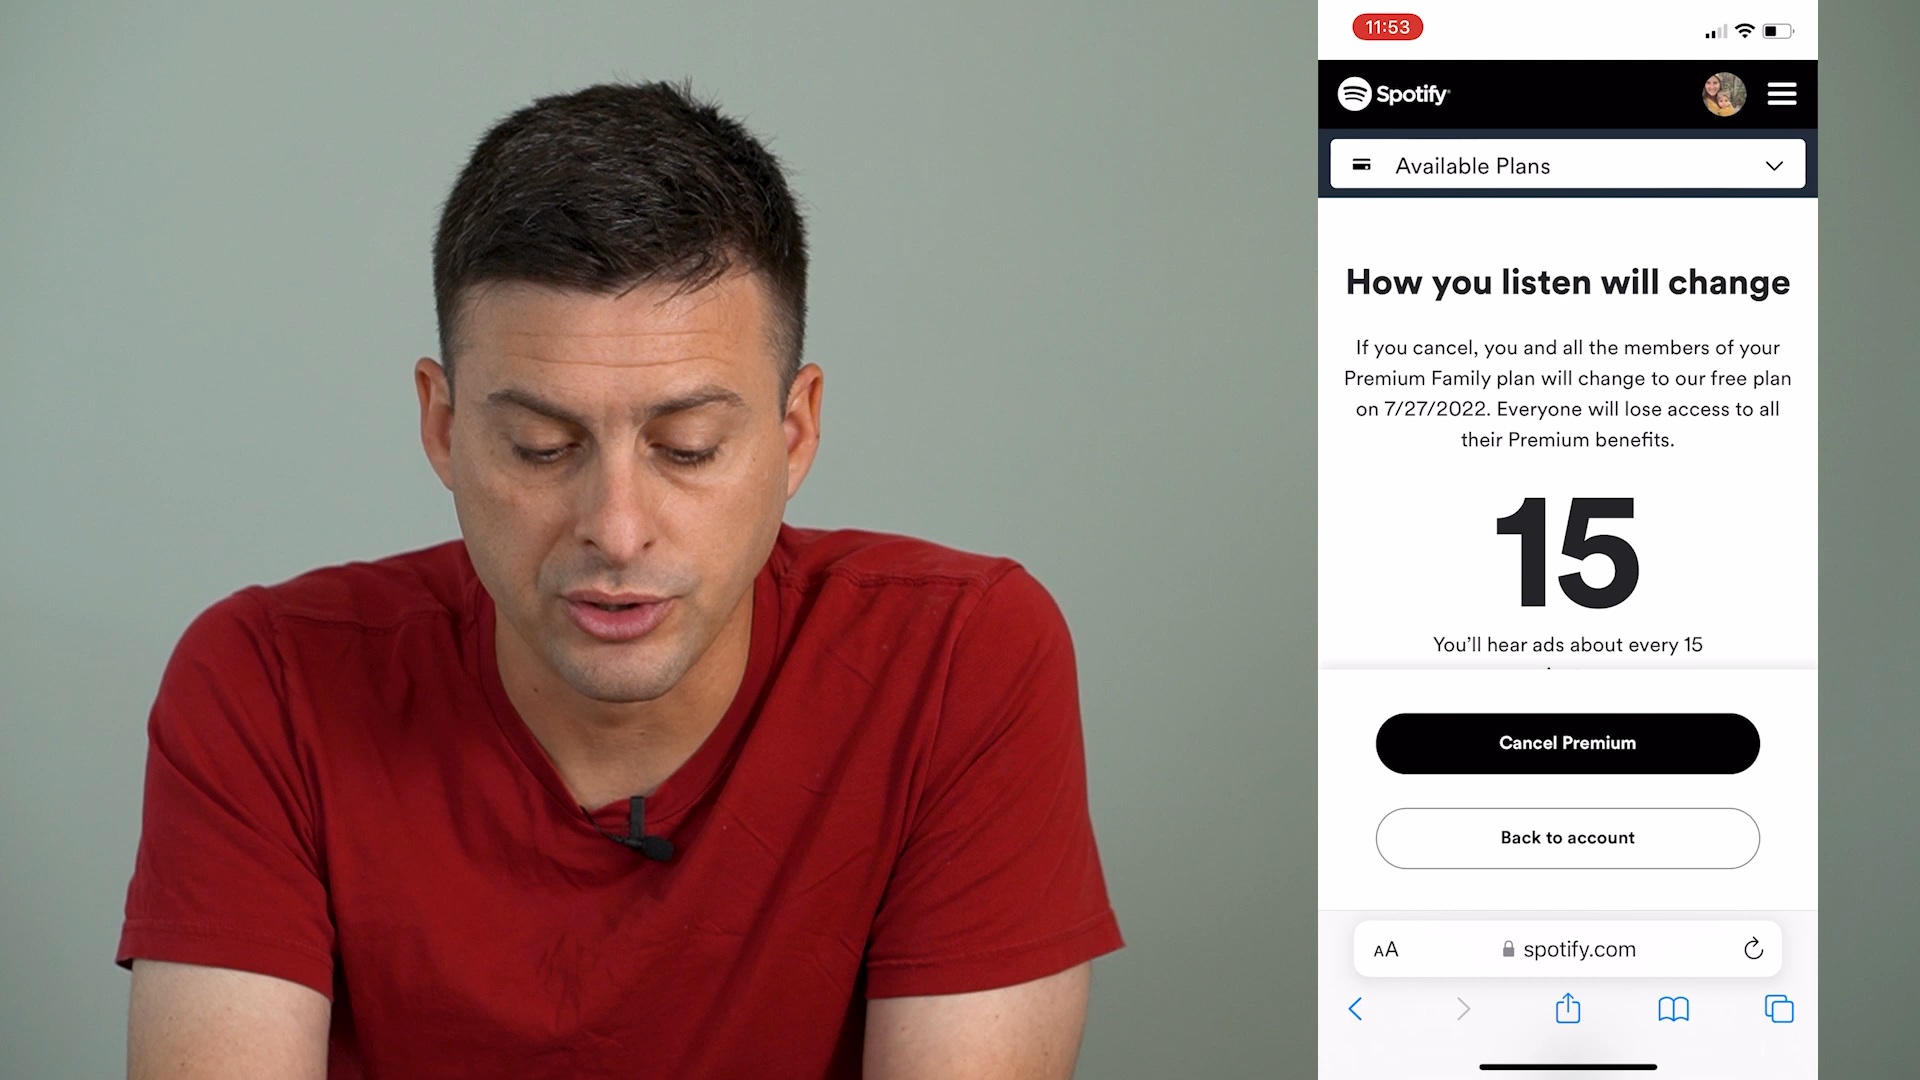 11:53
Spotify
Available Plans
How you listen will change
If you cancel, you and all the members of your
Premium Family plan will change to our free plan
on 7/27/2022. Everyone will lose access to all
their Premium benefits.
15
You'll hear ads about every 15
Cancel Premium
Back to account
AA
spotify.com